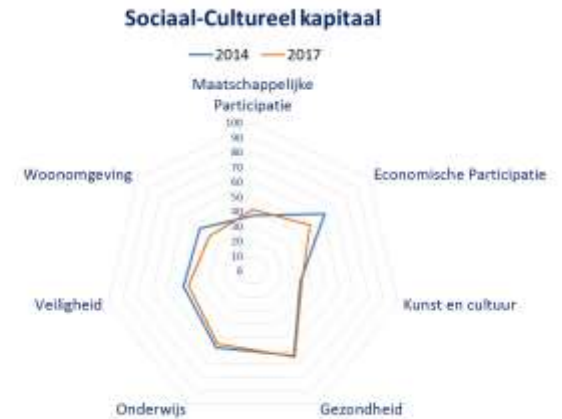 Sociaal-Cultureel kapitaal
2014 2017
Maatschappelijke
Participatie
100
90
80
70
60
50
40
30
20
10
0
Woonomgeving
Economische Participatie
Veiligheid
Kunst en cultuur
Onderwijs
Gezondheid